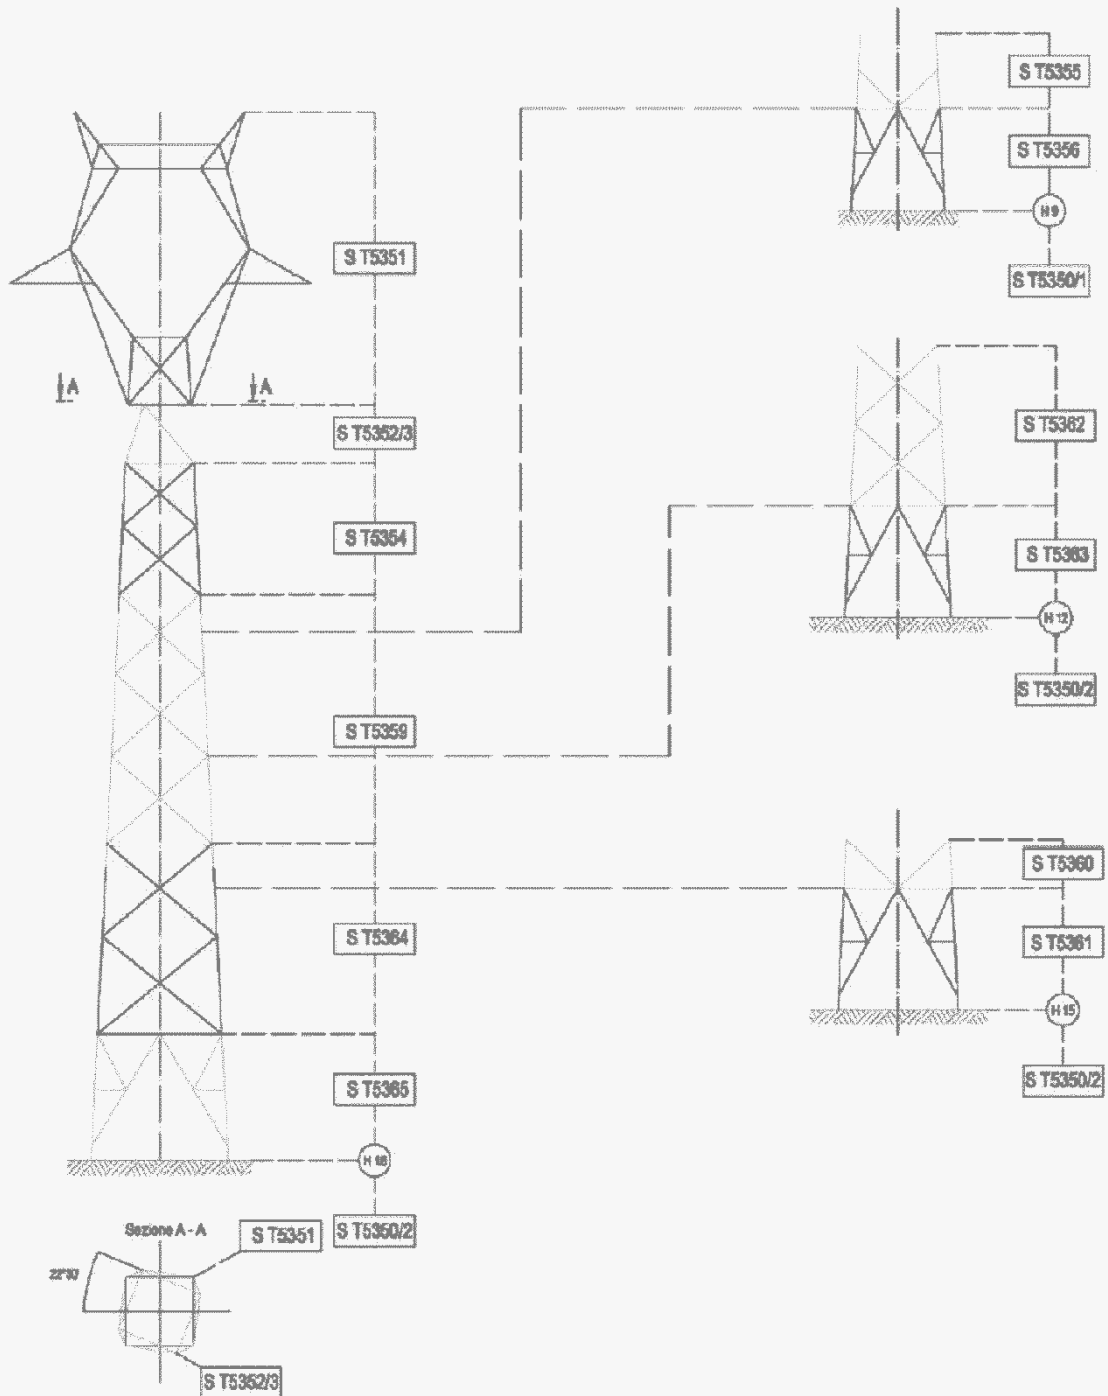 S T5355
S T5356
H 9
S T5350/1
S T5351
A
A
S T5352/3
S T5354
S T5362
S T5363
H 12
S T5350/2
S T5359
S T5360
S T5364
S T5361
H 15
S T5350/2
S T5365
H 18
S T5350/2
Sezione A - A
S T5351
22°30'
S T5352/3